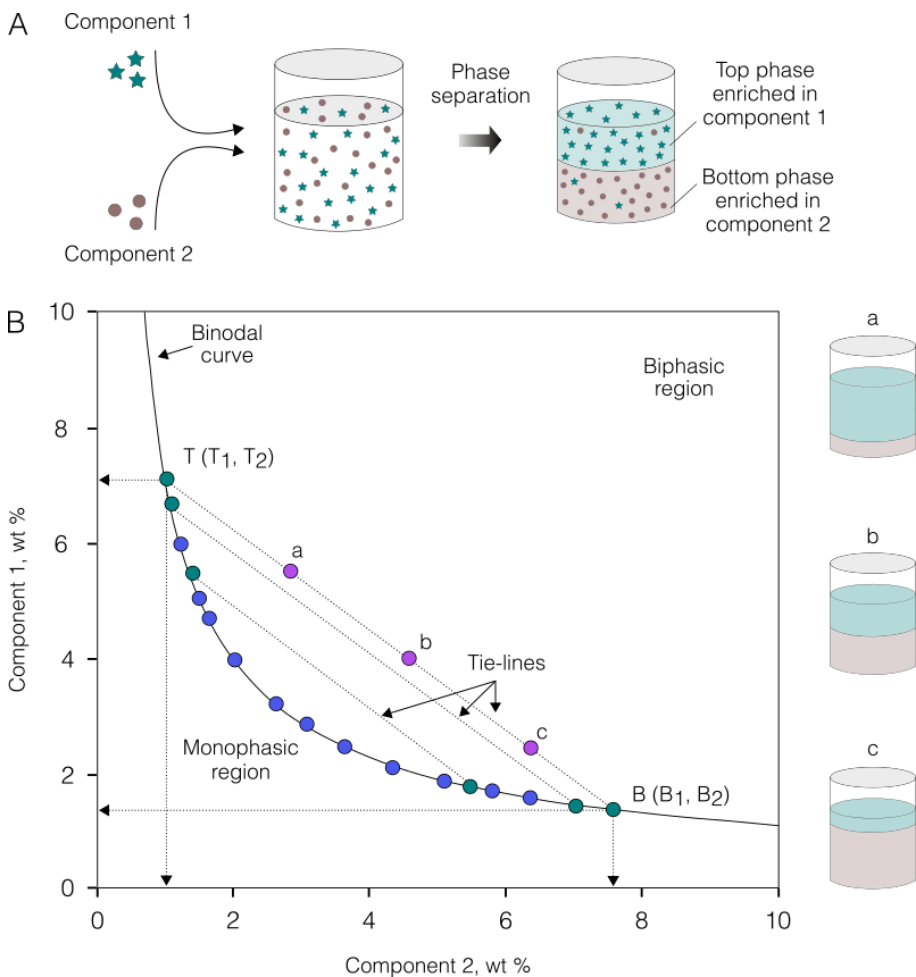 A
Component 1
Component 2
Phase
separation
Top phase
enriched in
component 1
Bottom phase
enriched in
component 2
B
10
8
6
4
2
0
Component 1, wt %
Binodal
curve
Biphasic
region
T (T₁, T₂)
a
b
Tie-lines
c
Monophasic
region
B (B₁, B₂)
0
2
4
6
8
10
Component 2, wt %
a
b
c